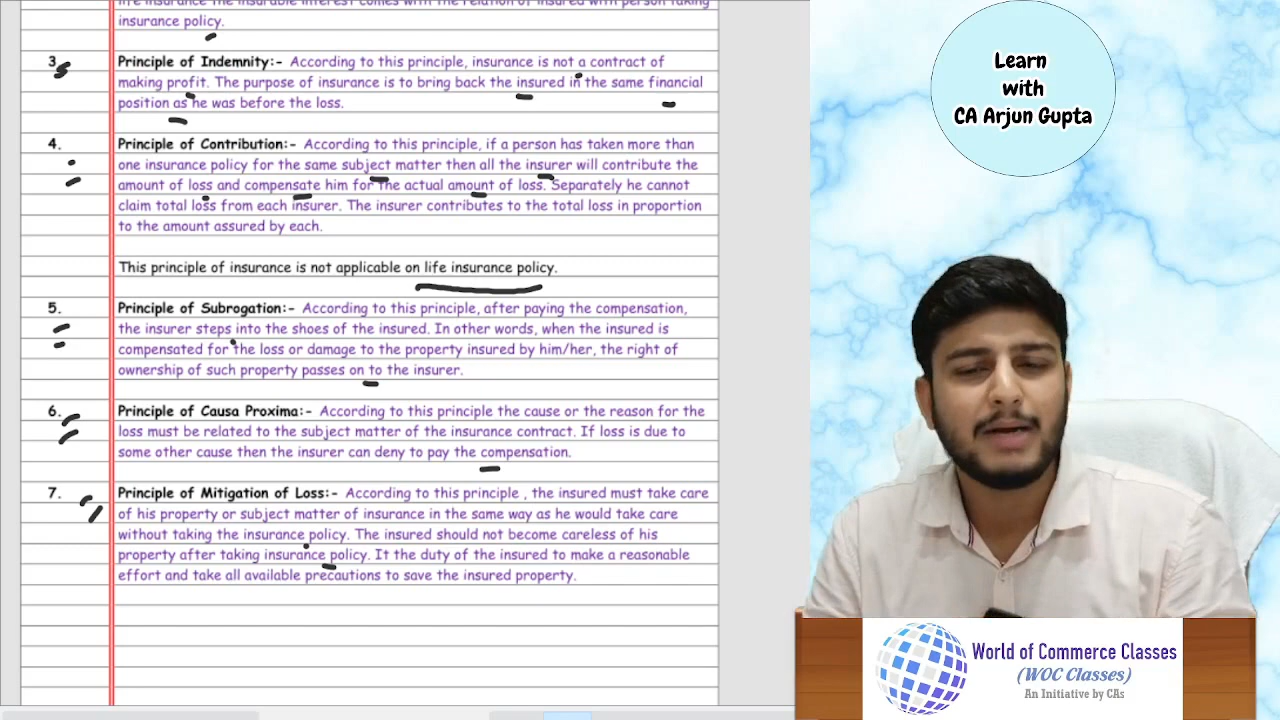 life insurance the insurable interest comes with the relation of insured with person taking
insurance policy.
3. Principle of Indemnity:- According to this principle, insurance is not a contract of
making profit. The purpose of insurance is to bring back the insured in the same financial
position as he was before the loss.
4. Principle of Contribution:- According to this principle, if a person has taken more than
one insurance policy for the same subject matter then all the insurer will contribute the
amount of loss and compensate him for the actual amount of loss. Separately he cannot
claim total loss from each insurer. The insurer contributes to the total loss in proportion
to the amount assured by each.
This principle of insurance is not applicable on life insurance policy.
5. Principle of Subrogation:- According to this principle, after paying the compensation,
the insurer steps into the shoes of the insured. In other words, when the insured is
compensated for the loss or damage to the property insured by him/her, the right of
ownership of such property passes on to the insurer.
6. Principle of Causa Proxima:- According to this principle the cause or the reason for the
loss must be related to the subject matter of the insurance contract. If loss is due to
some other cause then the insurer can deny to pay the compensation.
7. Principle of Mitigation of Loss:- According to this principle , the insured must take care
of his property or subject matter of insurance in the same way as he would take care
without taking the insurance policy. The insured should not become careless of his
property after taking insurance policy. It the duty of the insured to make a reasonable
effort and take all available precautions to save the insured property.
Learn
with
CA Arjun Gupta
World of Commerce Classes
(WOC Classes)
An Initiative by CAs